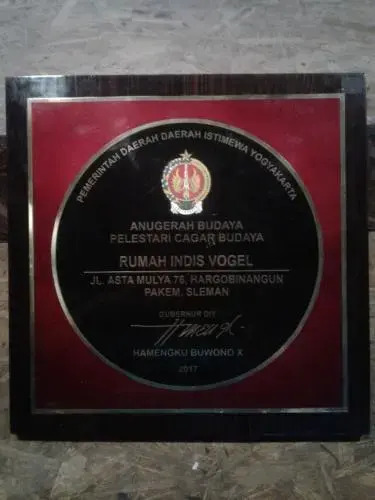 PEMERINTAH DAERAH DAERAH ISTIMEWA YOGYAKARTA
ANUGERAH BUDAYA
PELESTARI CAGAR BUDAYA
RUMAH INDIS VOGEL
JL. ASTA MULYA 76, HARGOBINANGUN
PAKEM, SLEMAN
GUBERNUR DIY
HAMENGKU BUWONO X
2017